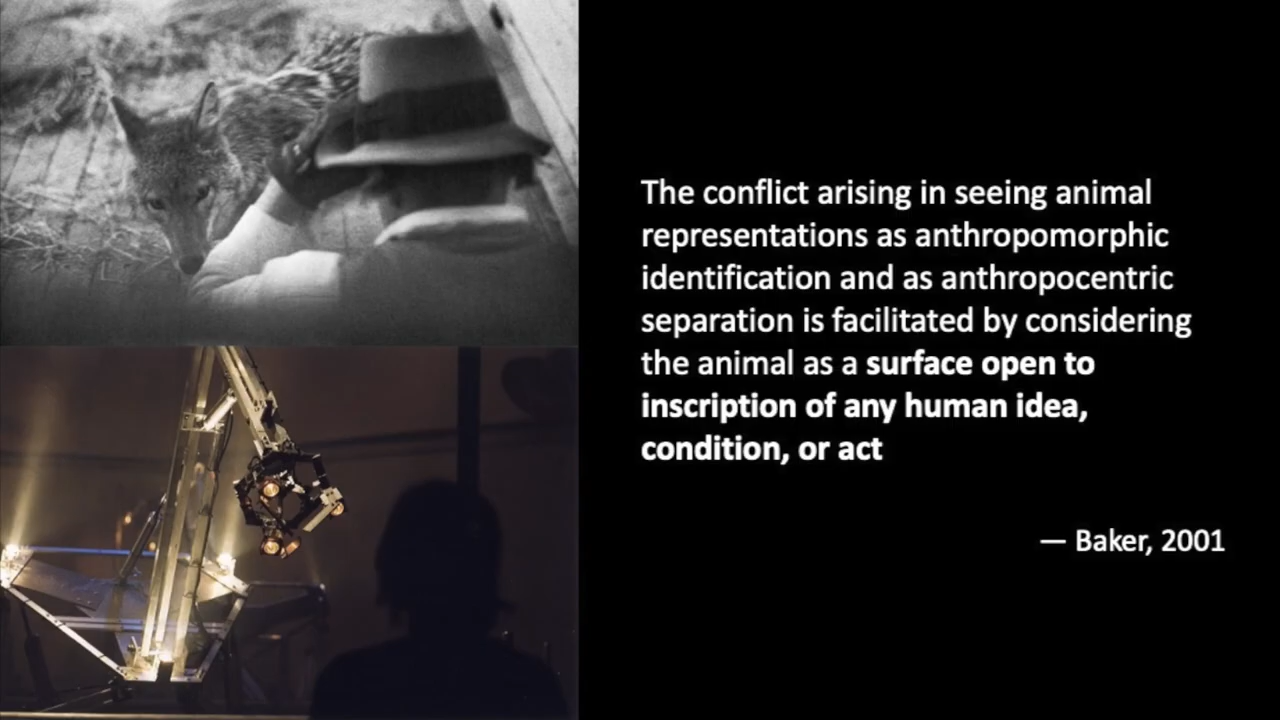 The conflict arising in seeing animal
representations as anthropomorphic
identification and as anthropocentric
separation is facilitated by considering
the animal as a surface open to
inscription of any human idea,
condition, or act
— Baker, 2001